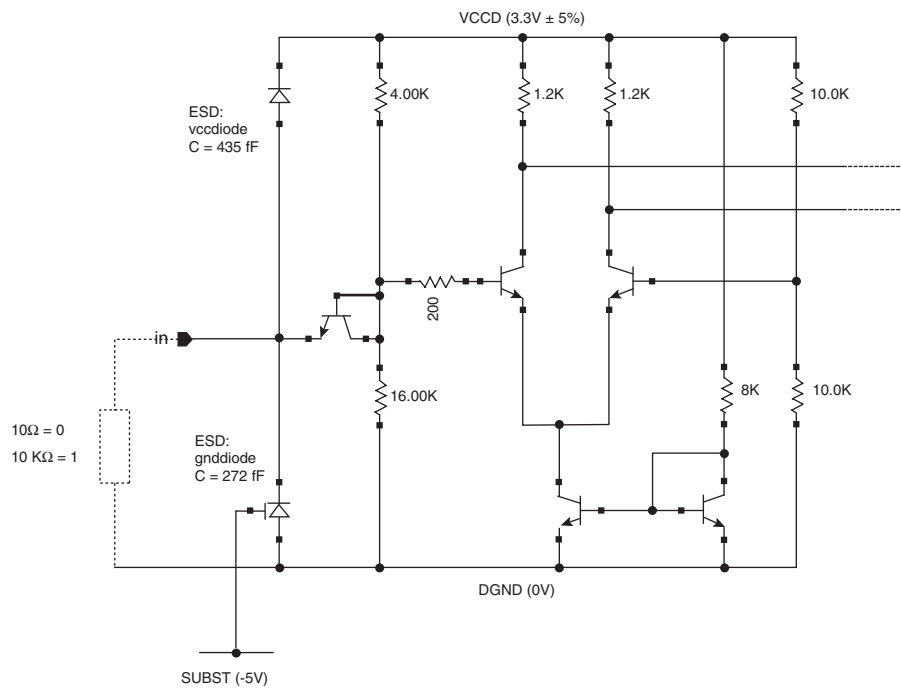 VCCD (3.3V ± 5%)
ESD:
vccdiode
C = 435 fF
4.00K
1.2K
1.2K
10.0K
200
in
16.00K
8K
10.0K
10Ω = 0
10 KΩ = 1
ESD:
gnddiode
C = 272 fF
DGND (0V)
SUBST (-5V)